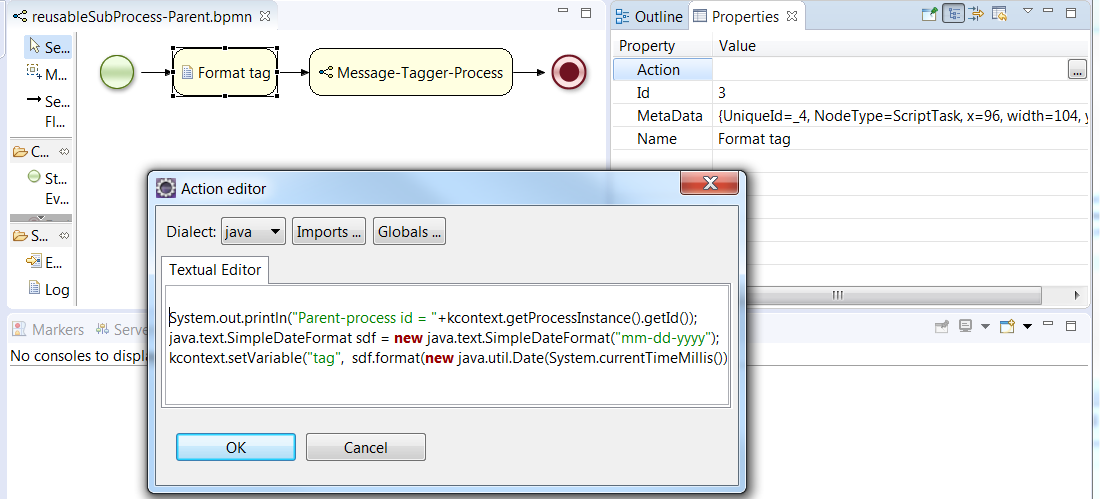 reusableSubProcess-Parent.bpmn
Se...
M...
Se...
Fl...
C...
St...
Ev...
S...
E...
Log
Format tag
Message-Tagger-Process
Outline
Properties
Property Value
Action ...
Id 3
MetaData {UniqueId=_4, NodeType=ScriptTask, x=96, width=104, y
Name Format tag
Markers Serve
No consoles to displa
Action editor
Dialect: java Imports ... Globals ...
Textual Editor
System.out.println("Parent-process id = "+kcontext.getProcessInstance().getId());
java.text.SimpleDateFormat sdf = new java.text.SimpleDateFormat("mm-dd-yyyy");
kcontext.setVariable("tag", sdf.format(new java.util.Date(System.currentTimeMillis())
OK Cancel